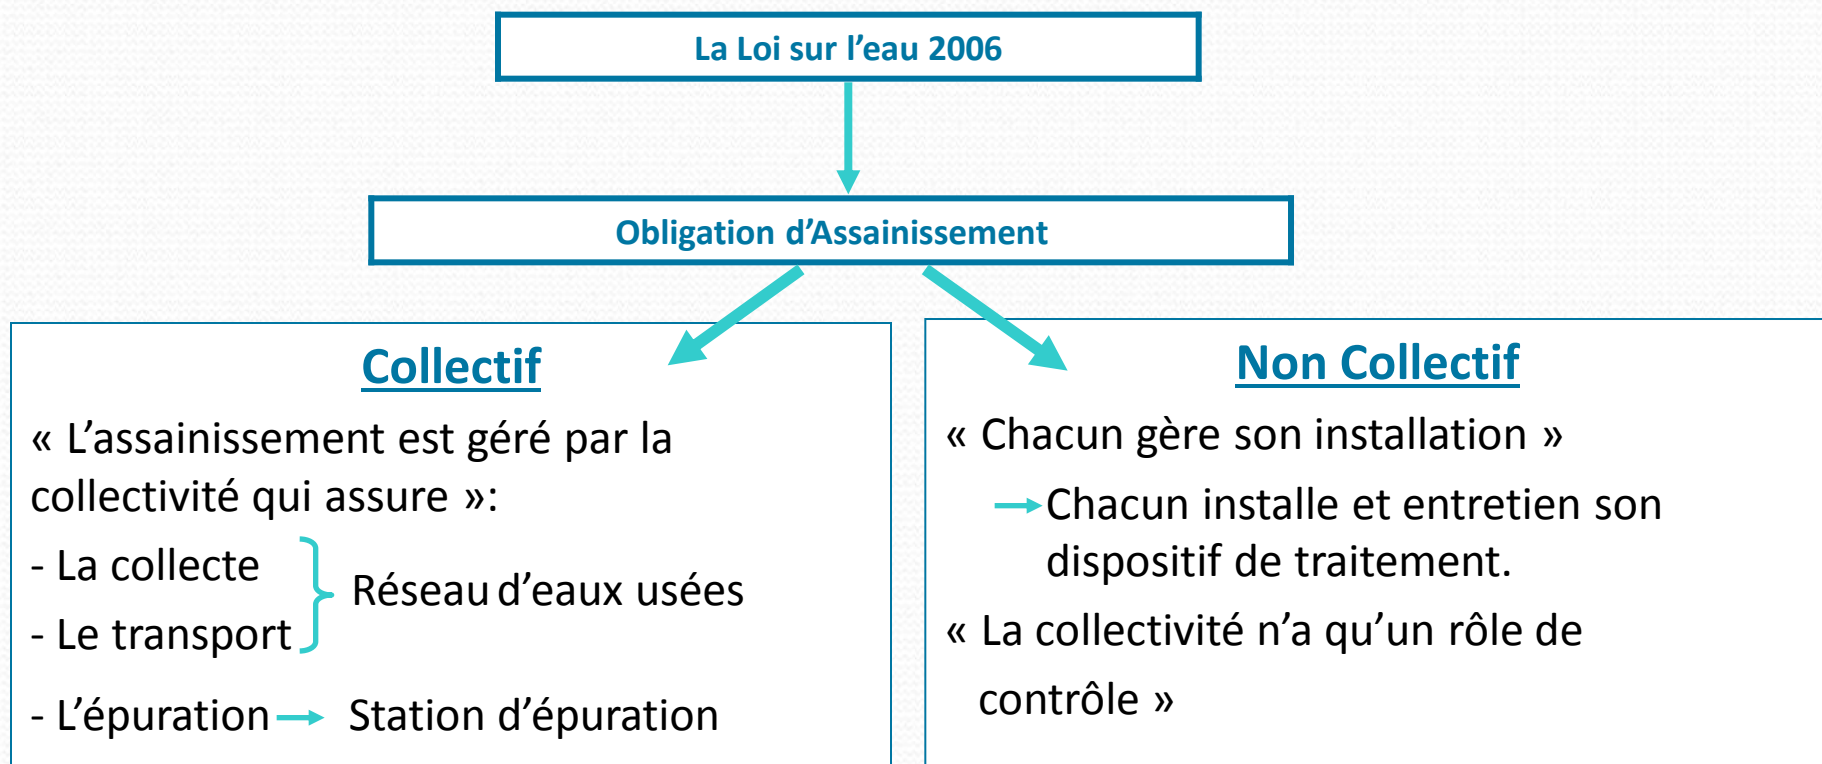 La Loi sur l’eau 2006
Obligation d’Assainissement
Collectif
« L’assainissement est géré par la
collectivité qui assure »:
- La collecte
- Le transport
Réseau d’eaux usées
- L’épuration
Station d’épuration
Non Collectif
« Chacun gère son installation »
Chacun installe et entretien son
dispositif de traitement.
« La collectivité n’a qu’un rôle de
contrôle »